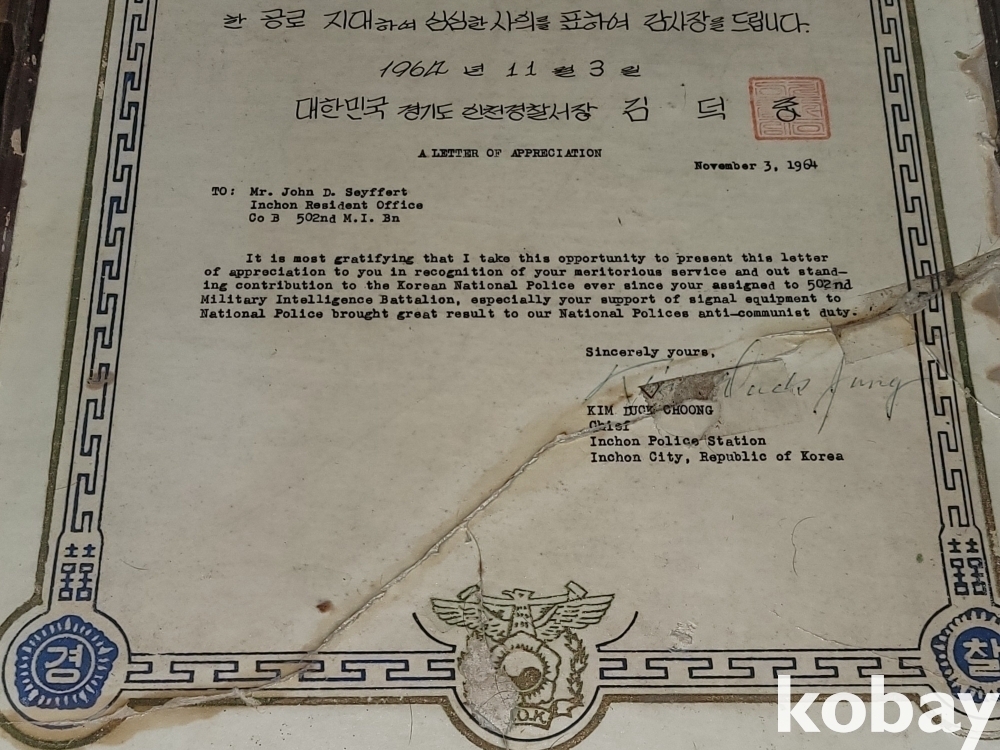 한 공로 지대하여 심심한 사의를 표하여 감사장을 드립니다.
1964 년 11 월 3 일
대한민국 경기도 인천경찰서장 김 덕 중
A LETTER OF APPRECIATION
November 3, 1964
TO: Mr. John D. Seyffert
Inchon Resident Office
Co B 502nd M.I. Bn
It is most gratifying that I take this opportunity to present this letter
of appreciation to you in recognition of your meritorious service and out stand-
ing contribution to the Korean National Police ever since your assigned to 502nd
Military Intelligence Battalion, especially your support of signal equipment to
National Police brought great result to our National Polices anti-communist duty.
Sincerely yours,
KIM DUCK CHOONG
Chief
Inchon Police Station
Inchon City, Republic of Korea
경 찰
kobay